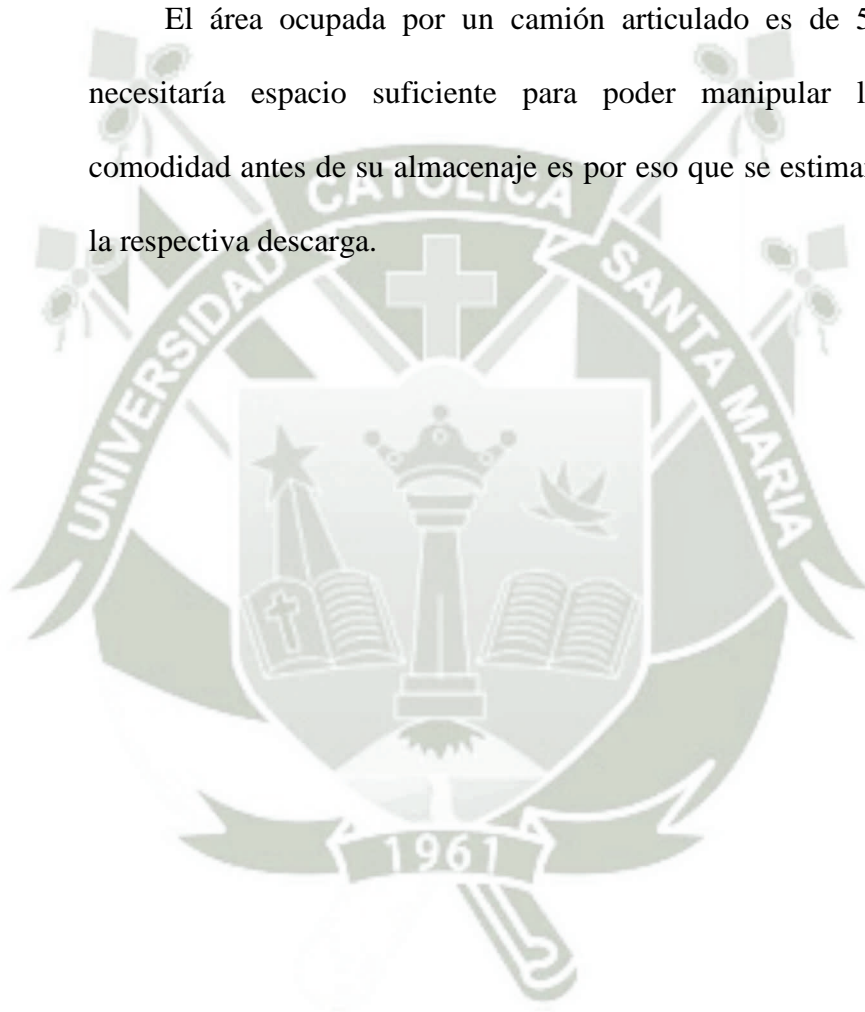 El área ocupada por un camión articulado es de 5
necesitaría espacio suficiente para poder manipular l
comodidad antes de su almacenaje es por eso que se estima
la respectiva descarga.
CATOLICA
UNIVERSIDAD
SANTA MARIA
1961